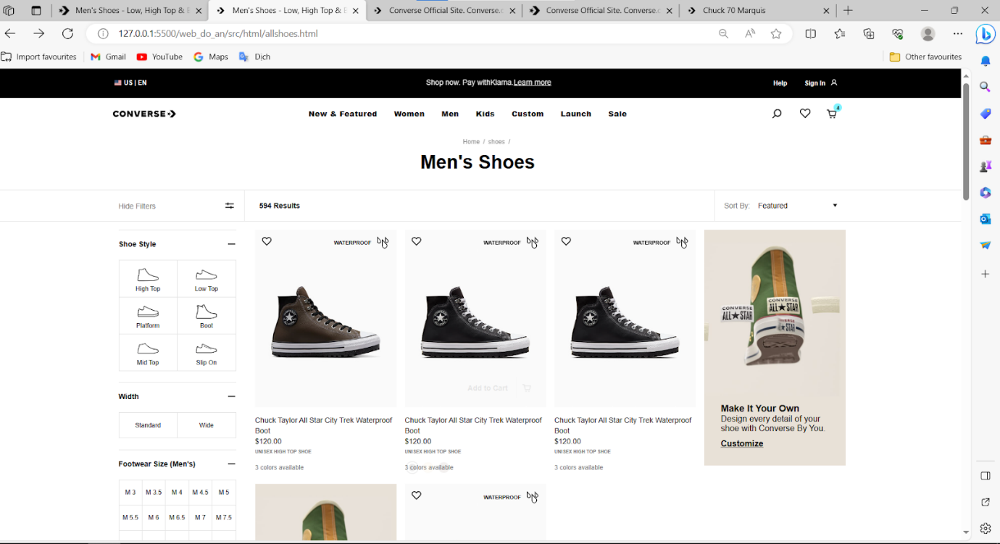 Men's Shoes - Low, High Top &
Men's Shoes - Low, High Top &
Converse Official Site. Converse.c
Converse Official Site. Converse.c
Chuck 70 Marquis
127.0.0.1:5500/web_do_an/src/html/allshoes.html
Import favourites
Gmail
YouTube
Maps
Dịch
Other favourites
US | EN
Shop now. Pay withKlarna.Learn more
Help
Sign In
CONVERSE
New & Featured
Women
Men
Kids
Custom
Launch
Sale
4
Home / shoes /
Men's Shoes
Hide Filters
594 Results
Sort By: Featured
Shoe Style
High Top
Low Top
Platform
Boot
Mid Top
Slip On
Width
Standard
Wide
Footwear Size (Men's)
M 3
M 3.5
M 4
M 4.5
M 5
M 5.5
M 6
M 6.5
M 7
M 7.5
WATERPROOF
Chuck Taylor All Star City Trek Waterproof
Boot
$120.00
UNISEX HIGH TOP SHOE
3 colors available
WATERPROOF
Add to Cart
Chuck Taylor All Star City Trek Waterproof
Boot
$120.00
UNISEX HIGH TOP SHOE
3 colors available
WATERPROOF
Chuck Taylor All Star City Trek Waterproof
Boot
$120.00
UNISEX HIGH TOP SHOE
3 colors available
CONVERSE
ALL★STAR
CONVERSE
ALL★STAR
STAR
Make It Your Own
Design every detail of your
shoe with Converse By You.
Customize
WATERPROOF